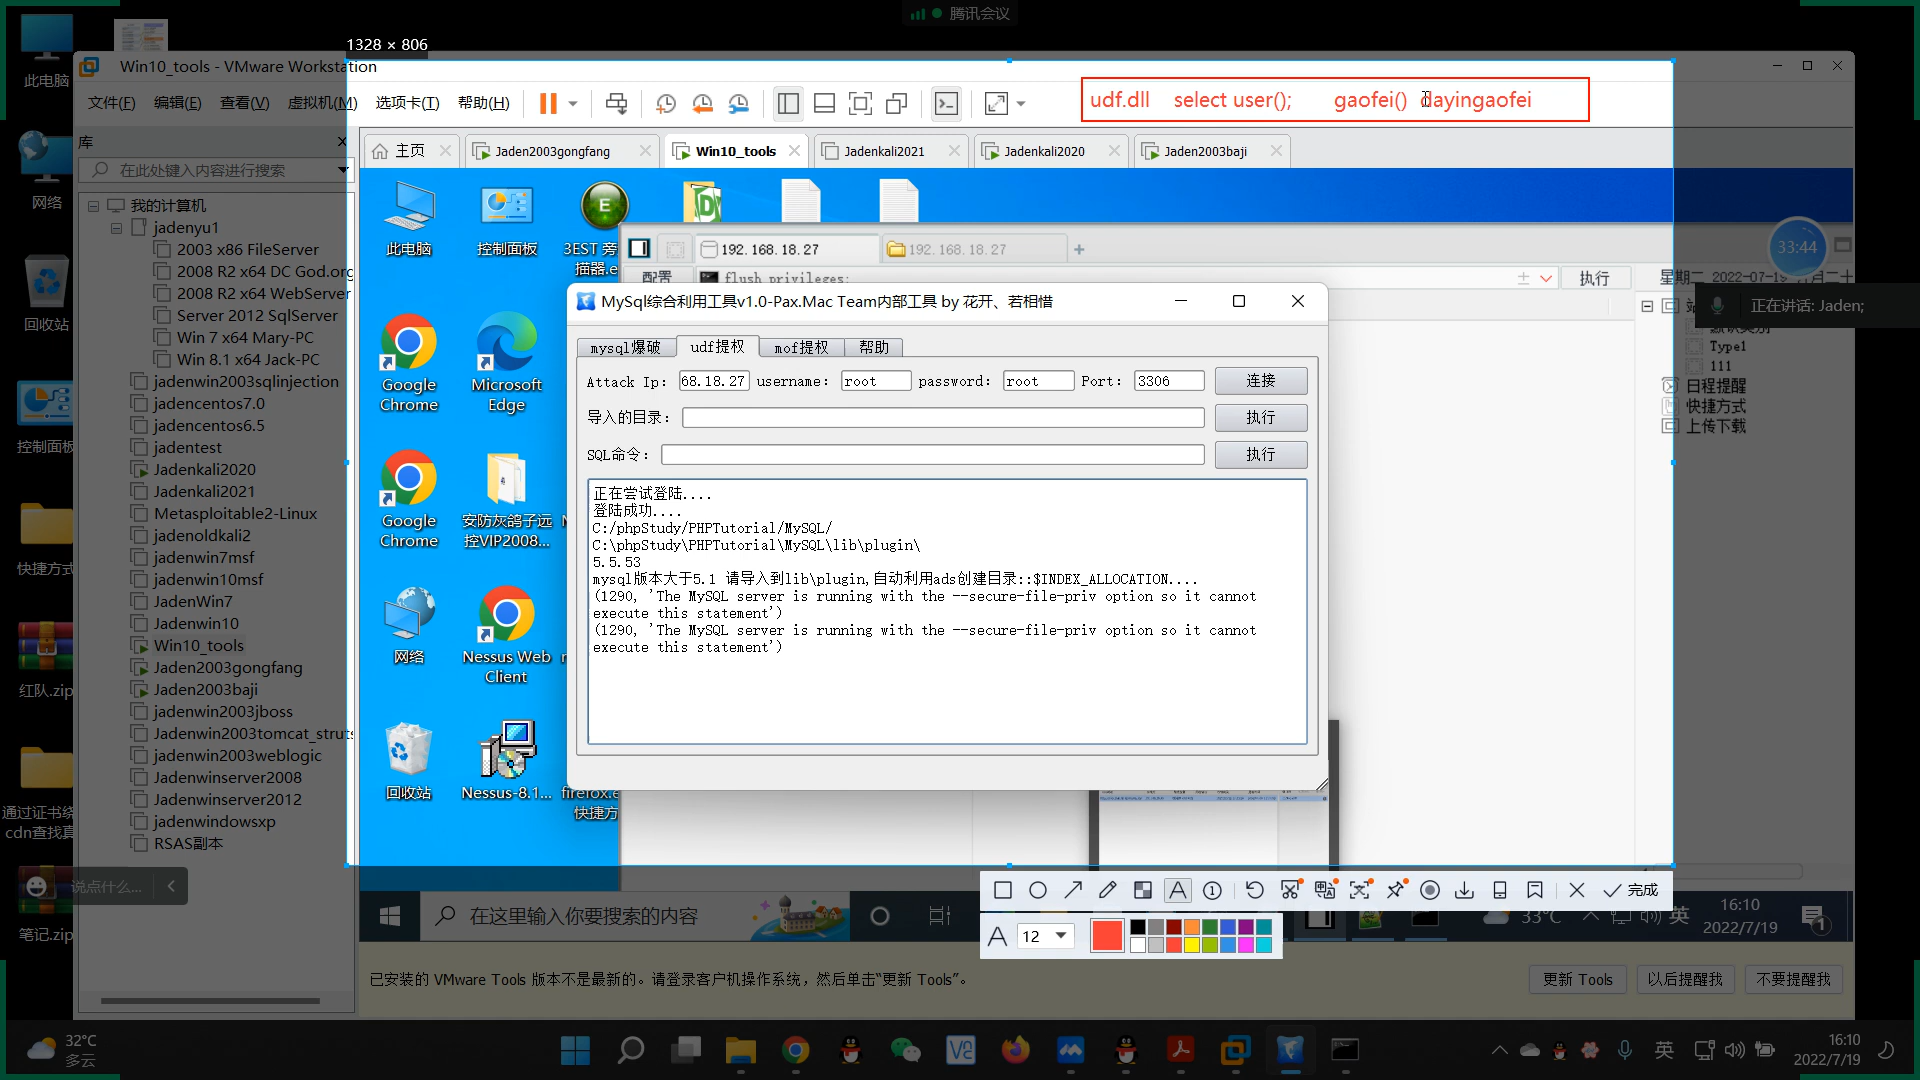 腾讯会议
1328 × 806
此电脑
Win10_tools - VMware Workstation
文件(F) 编辑(E) 查看(V) 虚拟机(M) 选项卡(T) 帮助(H)
udf.dll select user(); gaofei() dayingaofei
库
主页 Jaden2003gongfang Win10_tools Jadenkali2021 Jadenkali2020 Jaden2003baji
在此处键入内容进行搜索
网络
我的计算机
jadenyu1
2003 x86 FileServer
2008 R2 x64 DC God.org
2008 R2 x64 WebServer
Server 2012 SqlServer
Win 7 x64 Mary-PC
Win 8.1 x64 Jack-PC
jadenwin2003sqlinjection
jadencentos7.0
jadencentos6.5
jadentest
Jadenkali2020
Jadenkali2021
Metasploitable2-Linux
jadenoldkali2
jadenwin7msf
jadenwin10msf
JadenWin7
Jadenwin10
Win10_tools
Jaden2003gongfang
Jaden2003baji
jadenwin2003jboss
Jadenwin2003tomcat_struts
jadenwin2003weblogic
Jadenwinserver2008
Jadenwinserver2012
jadenwindowsxp
RSAS副本
回收站
控制面板
快捷方式
红队.zip
通过证书绕
cdn查找真
笔记.zip
说点什么...
此电脑
控制面板
3EST 旁
描器.e
Google
Chrome
Microsoft
Edge
Google
Chrome
安防灰鸽子远
控VIP2008...
网络
Nessus Web
Client
回收站
Nessus-8.1...
firefox.e
快捷方
192.168.18.27 192.168.18.27
33:44
配置 flush privileges; 执行
星期二 2022-07-19
正在讲话: Jaden;
默认类别
Type1
111
日程提醒
快捷方式
上传下载
MySql综合利用工具v1.0-Pax.Mac Team内部工具 by 花开、若相惜
mysql爆破 udf提权 mof提权 帮助
Attack Ip: 68.18.27 username: root password: root Port: 3306 连接
导入的目录: 执行
SQL命令: 执行
正在尝试登陆....
登陆成功....
C:/phpStudy/PHPTutorial/MySQL/
C:\phpStudy\PHPTutorial\MySQL\lib\plugin\
5.5.53
mysql版本大于5.1 请导入到lib\plugin,自动利用ads创建目录::$INDEX_ALLOCATION....
(1290, 'The MySQL server is running with the --secure-file-priv option so it cannot
execute this statement')
(1290, 'The MySQL server is running with the --secure-file-priv option so it cannot
execute this statement')
完成
12
在这里输入你要搜索的内容
33°C 英 16:10
2022/7/19
已安装的 VMware Tools 版本不是最新的。请登录客户机操作系统，然后单击“更新 Tools”。
更新 Tools 以后提醒我 不要提醒我
32°C
多云
英
16:10
2022/7/19